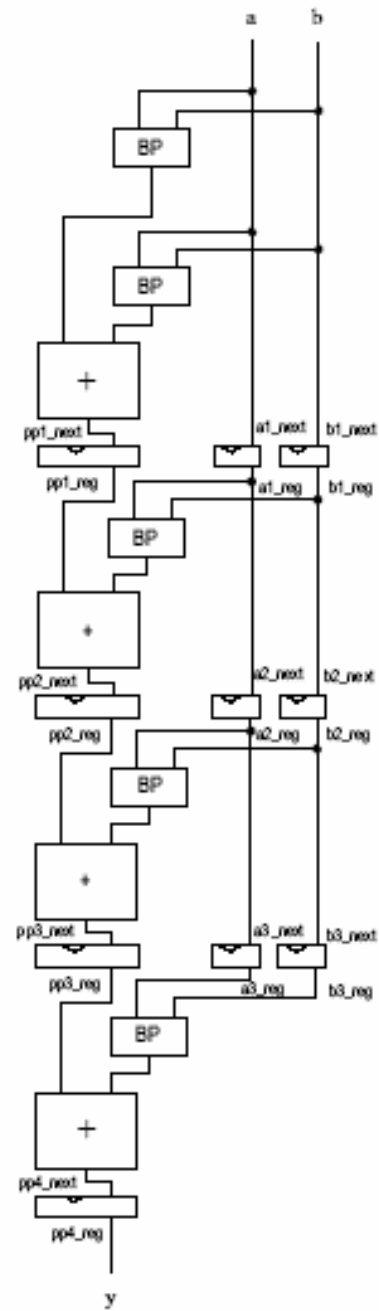 a b
BP
BP
+
pp1_next a1_next b1_next
pp1_reg a1_reg b1_reg
BP
+
pp2_next a2_next b2_next
pp2_reg a2_reg b2_reg
BP
+
pp3_next a3_next b3_next
pp3_reg a3_reg b3_reg
BP
+
pp4_next
pp4_reg
y